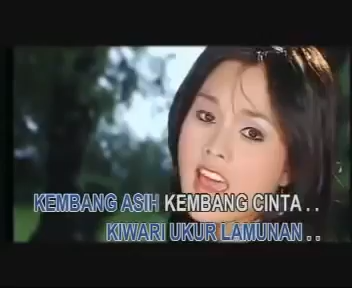 KEMBANG ASIH KEMBANG CINTA . .
KIWARI UKUR LAMUNAN . .